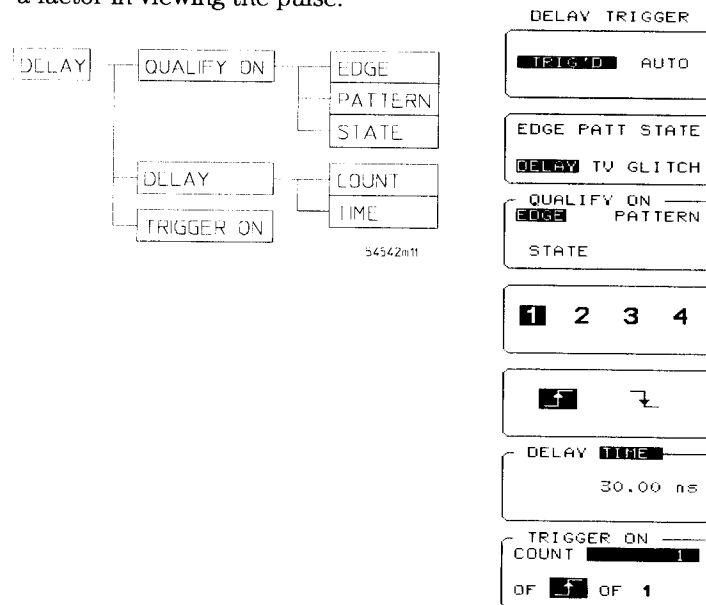 a factor in viewing the pulse.
DELAY
QUALIFY ON
EDGE
PATTERN
STATE
DELAY
COUNT
TIME
TRIGGER ON
54542m11
DELAY TRIGGER
TRIG'D AUTO
EDGE PATT STATE
DELAY TV GLITCH
QUALIFY ON
EDGE PATTERN
STATE
1 2 3 4
DELAY TIME
30.00 ns
TRIGGER ON
COUNT 1
OF OF 1